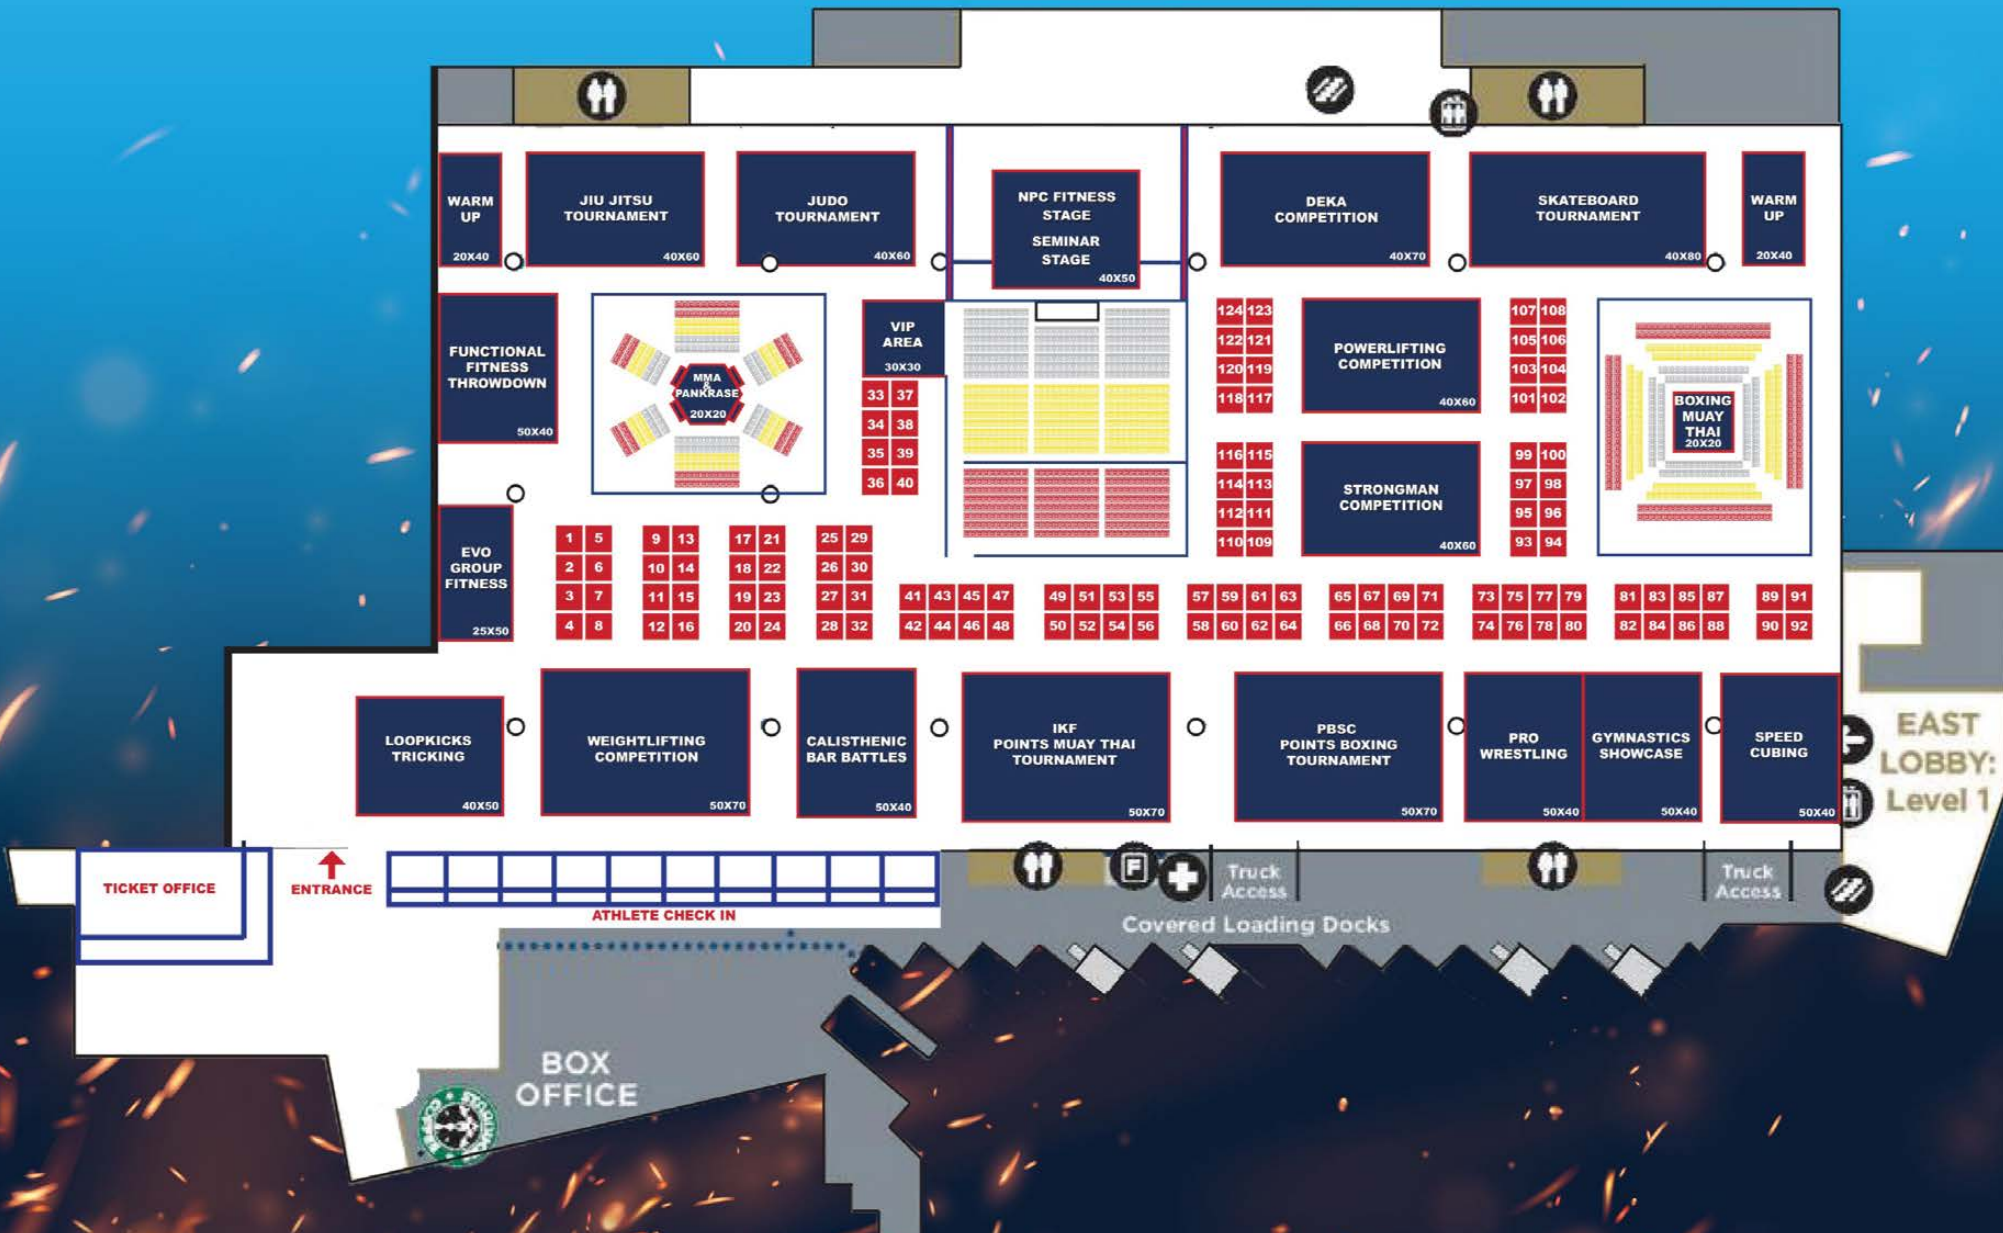 WARM
UP
20X40
JIU JITSU
TOURNAMENT
40X60
JUDO
TOURNAMENT
40X60
NPC FITNESS
STAGE
SEMINAR
STAGE
40X50
DEKA
COMPETITION
40X70
SKATEBOARD
TOURNAMENT
40X80
WARM
UP
20X40
FUNCTIONAL
FITNESS
THROWDOWN
50X40
MMA
&
PANKRASE
20X20
VIP
AREA
30X30
33 37
34 38
35 39
36 40
124 123
122 121
120 119
118 117
POWERLIFTING
COMPETITION
40X60
107 108
105 106
103 104
101 102
BOXING
MUAY
THAI
20X20
116 115
114 113
112 111
110 109
STRONGMAN
COMPETITION
40X60
99 100
97 98
95 96
93 94
EVO
GROUP
FITNESS
25X50
1 5
2 6
3 7
4 8
9 13
10 14
11 15
12 16
17 21
18 22
19 23
20 24
25 29
26 30
27 31
28 32
41 43 45 47
42 44 46 48
49 51 53 55
50 52 54 56
57 59 61 63
58 60 62 64
65 67 69 71
66 68 70 72
73 75 77 79
74 76 78 80
81 83 85 87
82 84 86 88
89 91
90 92
LOOPKICKS
TRICKING
40X50
WEIGHTLIFTING
COMPETITION
50X70
CALISTHENIC
BAR BATTLES
50X40
IKF
POINTS MUAY THAI
TOURNAMENT
50X70
PBSC
POINTS BOXING
TOURNAMENT
50X70
PRO
WRESTLING
50X40
GYMNASTICS
SHOWCASE
50X40
SPEED
CUBING
50X40
EAST
LOBBY:
Level 1
TICKET OFFICE
ENTRANCE
ATHLETE CHECK IN
F
Truck
Access
Truck
Access
Covered Loading Docks
BOX
OFFICE